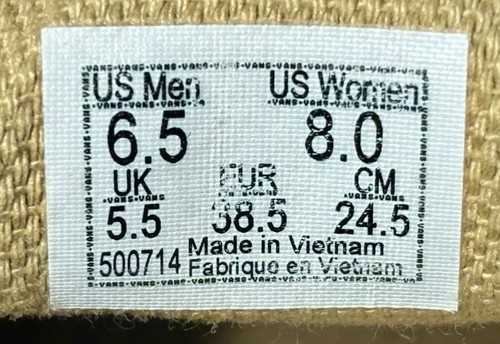 US Men US Women
6.5 8.0
UK EUR CM
5.5 38.5 24.5
500714 Made in Vietnam
Fabrique en Vietnam